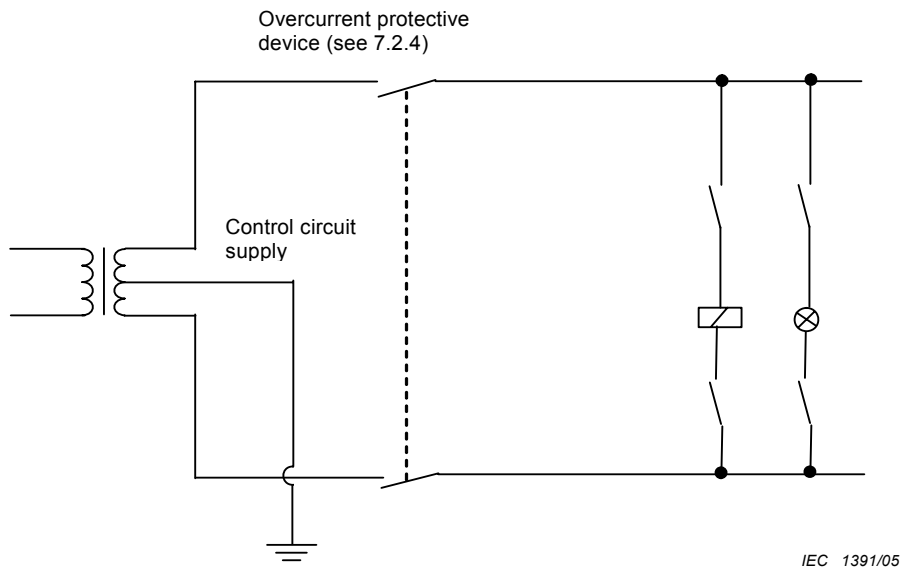 Overcurrent protective
device (see 7.2.4)
Control circuit
supply
IEC 1391/05